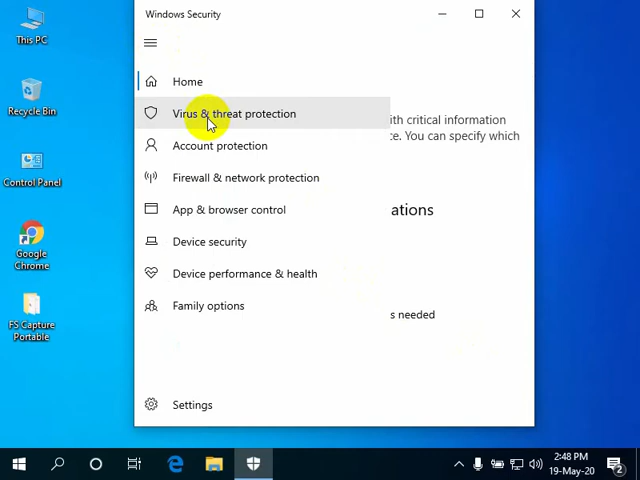 This PC
Recycle Bin
Control Panel
Google
Chrome
FS Capture
Portable
Windows Security
Home
Virus & threat protection
Account protection
Firewall & network protection
App & browser control
Device security
Device performance & health
Family options
Settings
with critical information
You can specify which
ations
s needed
2:48 PM
19-May-20
2